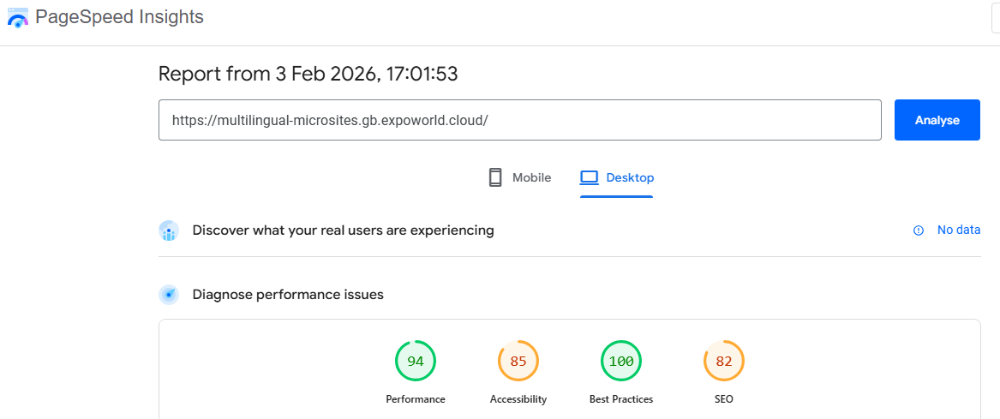 PageSpeed Insights
Report from 3 Feb 2026, 17:01:53
https://multilingual-microsites.gb.expoworld.cloud/
Analyse
Mobile
Desktop
Discover what your real users are experiencing
No data
Diagnose performance issues
94
85
100
82
Performance
Accessibility
Best Practices
SEO